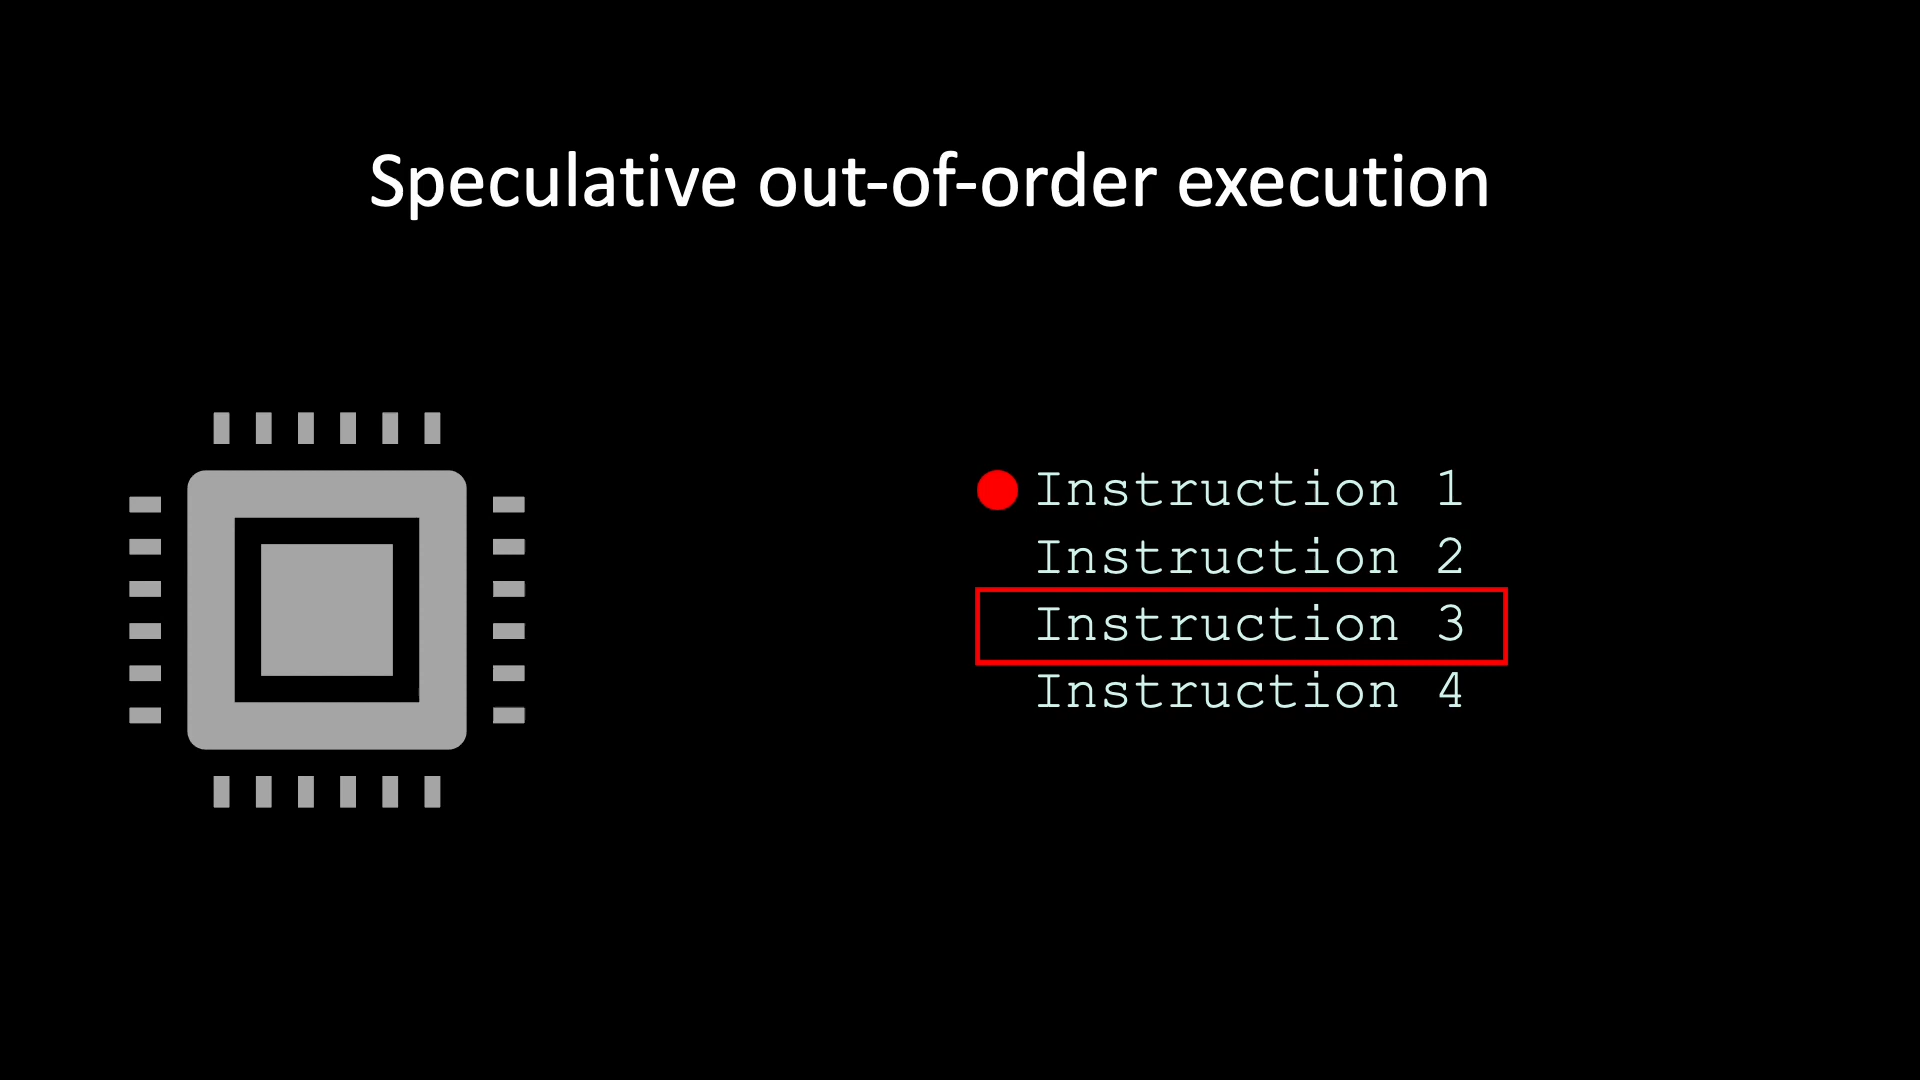 Speculative out-of-order execution
Instruction 1
Instruction 2
Instruction 3
Instruction 4